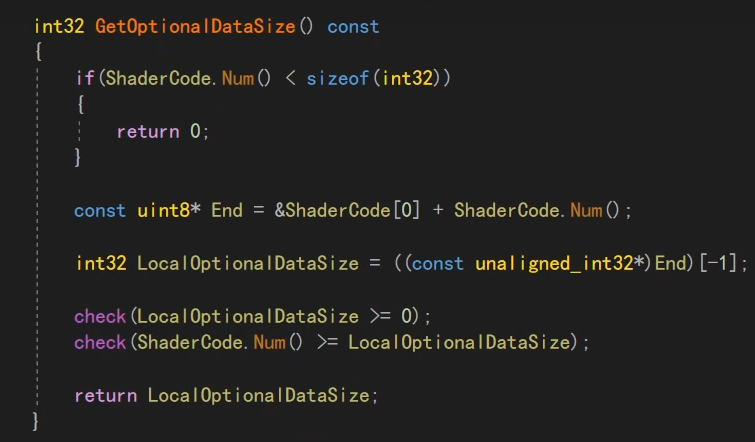 int32 GetOptionalDataSize() const
{
if(ShaderCode.Num() < sizeof(int32))
{
return 0;
}
const uint8* End = &ShaderCode[0] + ShaderCode.Num();
int32 LocalOptionalDataSize = ((const unaligned_int32*)End)[-1];
check(LocalOptionalDataSize >= 0);
check(ShaderCode.Num() >= LocalOptionalDataSize);
return LocalOptionalDataSize;
}